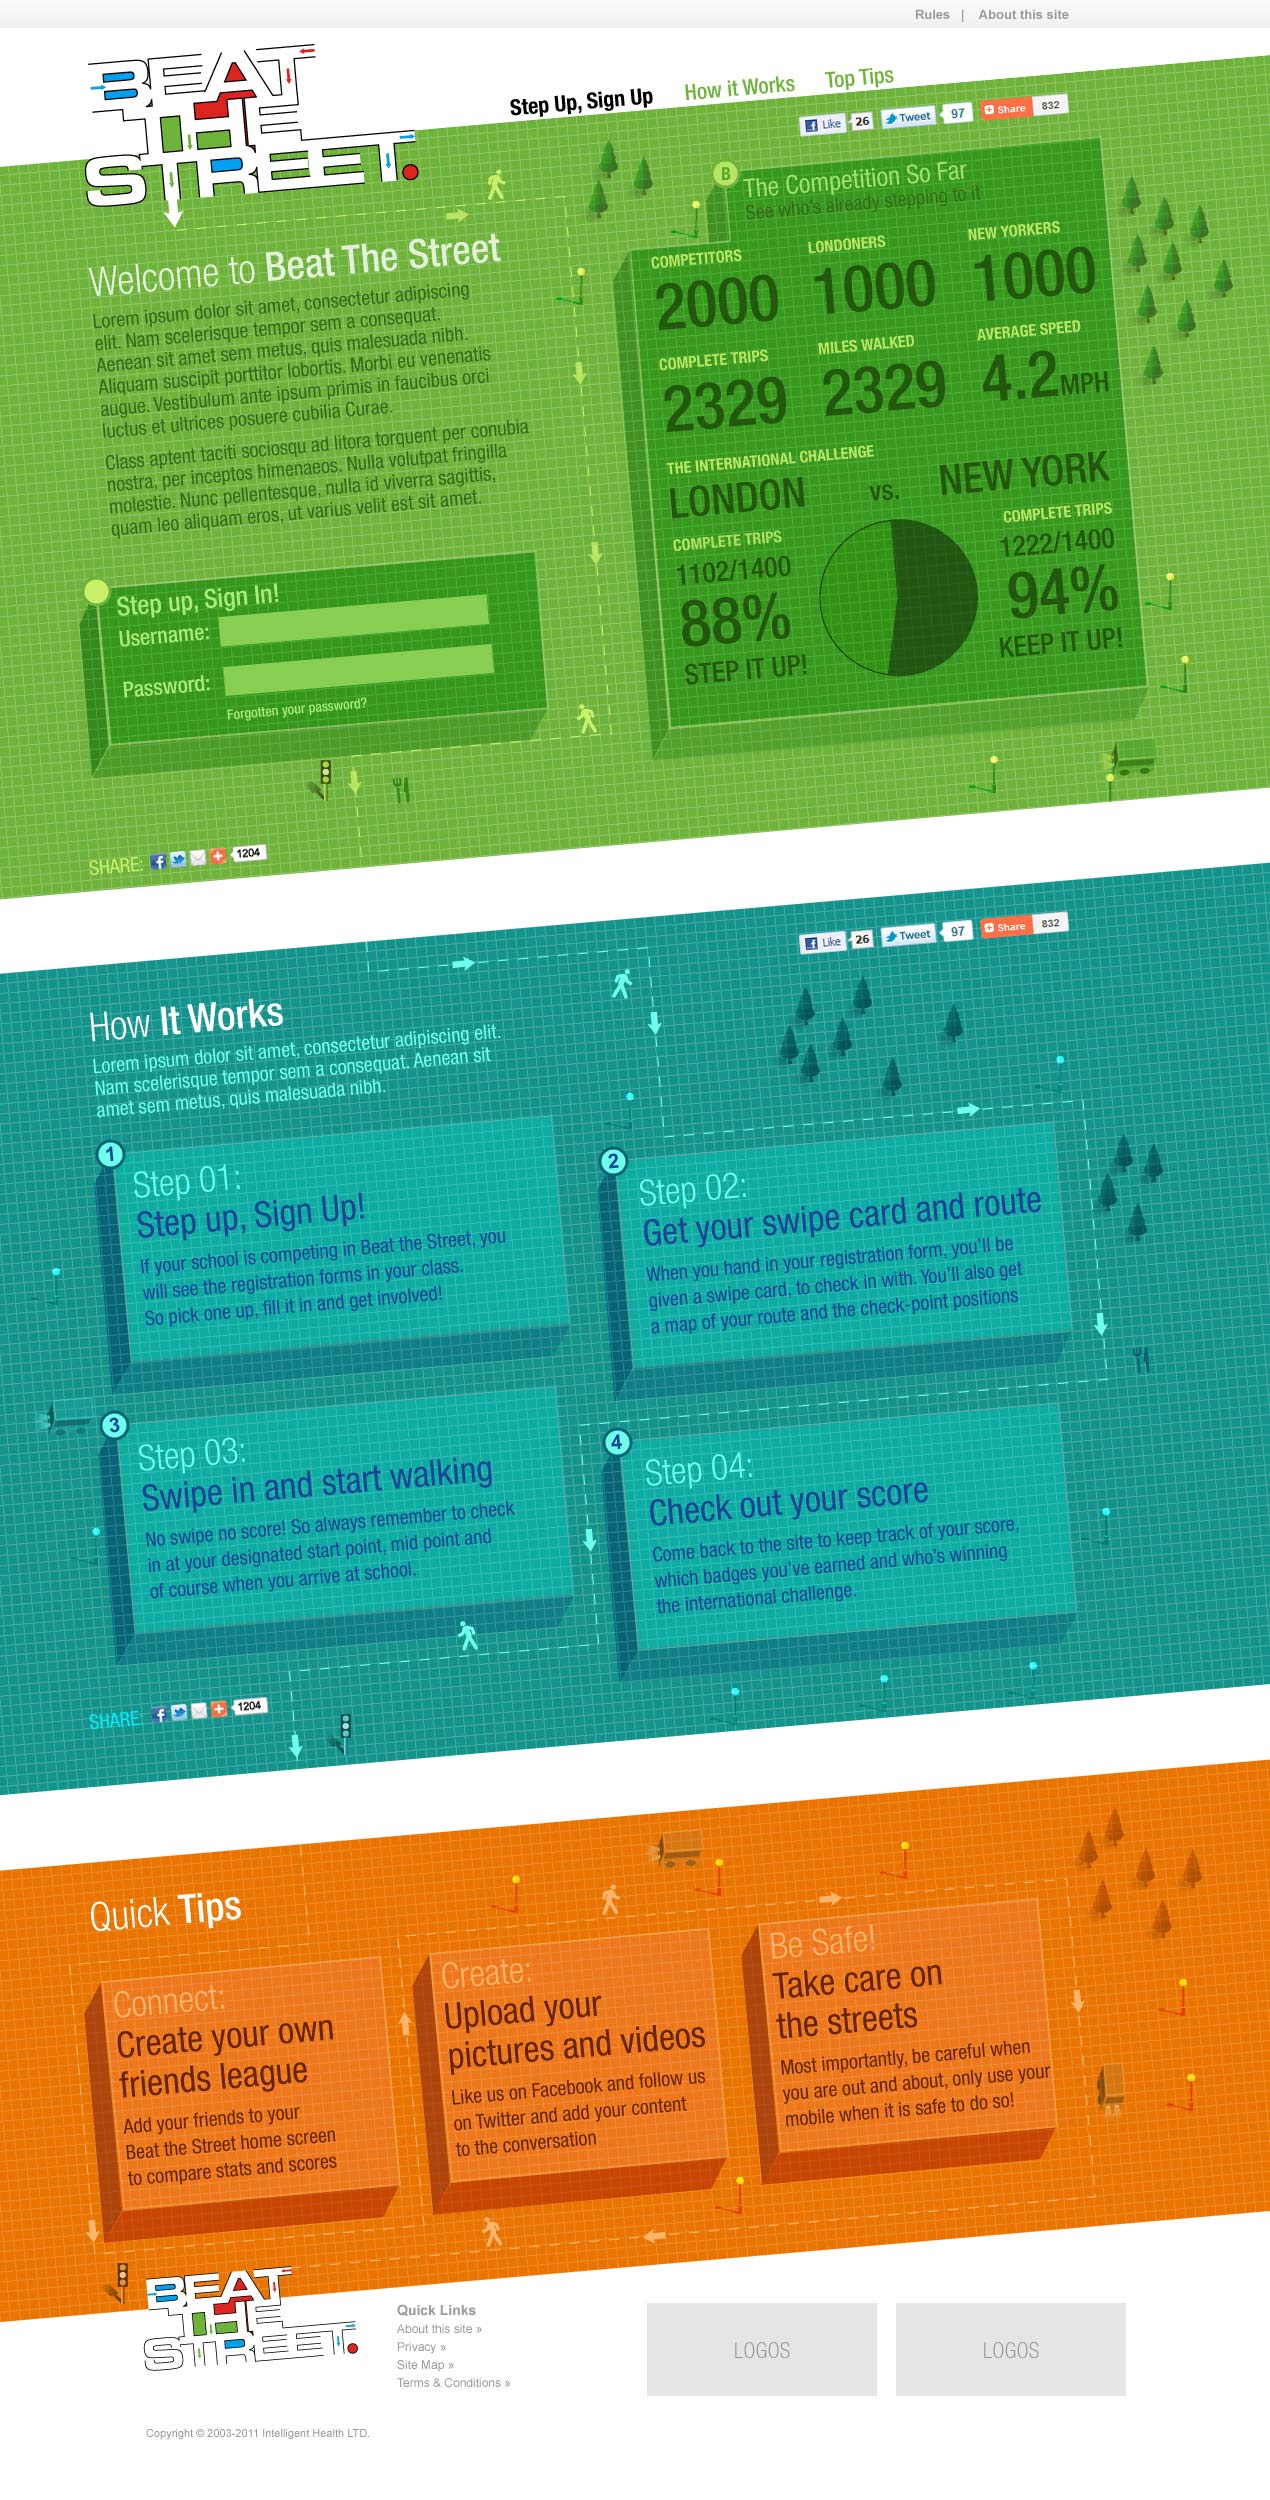 Rules | About this site
BEAT
THE
STREET.
Step Up, Sign Up
How it Works
Top Tips
Like 26
Tweet 97
Share 832
Welcome to Beat The Street
Lorem ipsum dolor sit amet, consectetur adipiscing
elit. Nam scelerisque tempor sem a consequat.
Aenean sit amet sem metus, quis malesuada nibh.
Aliquam suscipit porttitor lobortis. Morbi eu venenatis
augue. Vestibulum ante ipsum primis in faucibus orci
luctus et ultrices posuere cubilia Curae.
Class aptent taciti sociosqu ad litora torquent per conubia
nostra, per inceptos himenaeos. Nulla volutpat fringilla
molestie. Nunc pellentesque, nulla id viverra sagittis,
quam leo aliquam eros, ut varius velit est sit amet.
Step up, Sign In!
Username:
Password:
Forgotten your password?
B
The Competition So Far
See who's already stepping to it
COMPETITORS
2000
LONDONERS
1000
NEW YORKERS
1000
COMPLETE TRIPS
2329
MILES WALKED
2329
AVERAGE SPEED
4.2MPH
THE INTERNATIONAL CHALLENGE
LONDON vs. NEW YORK
COMPLETE TRIPS
1102/1400
88%
STEP IT UP!
COMPLETE TRIPS
1222/1400
94%
KEEP IT UP!
SHARE: 1204
Like 26
Tweet 97
Share 832
How It Works
Lorem ipsum dolor sit amet, consectetur adipiscing elit.
Nam scelerisque tempor sem a consequat. Aenean sit
amet sem metus, quis malesuada nibh.
1
Step 01:
Step up, Sign Up!
If your school is competing in Beat the Street, you
will see the registration forms in your class.
So pick one up, fill it in and get involved!
2
Step 02:
Get your swipe card and route
When you hand in your registration form, you'll be
given a swipe card, to check in with. You'll also get
a map of your route and the check-point positions
3
Step 03:
Swipe in and start walking
No swipe no score! So always remember to check
in at your designated start point, mid point and
of course when you arrive at school.
4
Step 04:
Check out your score
Come back to the site to keep track of your score,
which badges you've earned and who's winning
the international challenge.
SHARE: 1204
Quick Tips
Connect:
Create your own
friends league
Add your friends to your
Beat the Street home screen
to compare stats and scores
Create:
Upload your
pictures and videos
Like us on Facebook and follow us
on Twitter and add your content
to the conversation
Be Safe!
Take care on
the streets
Most importantly, be careful when
you are out and about, only use your
mobile when it is safe to do so!
BEAT
THE
STREET.
Quick Links
About this site »
Privacy »
Site Map »
Terms & Conditions »
LOGOS
LOGOS
Copyright © 2003-2011 Intelligent Health LTD.